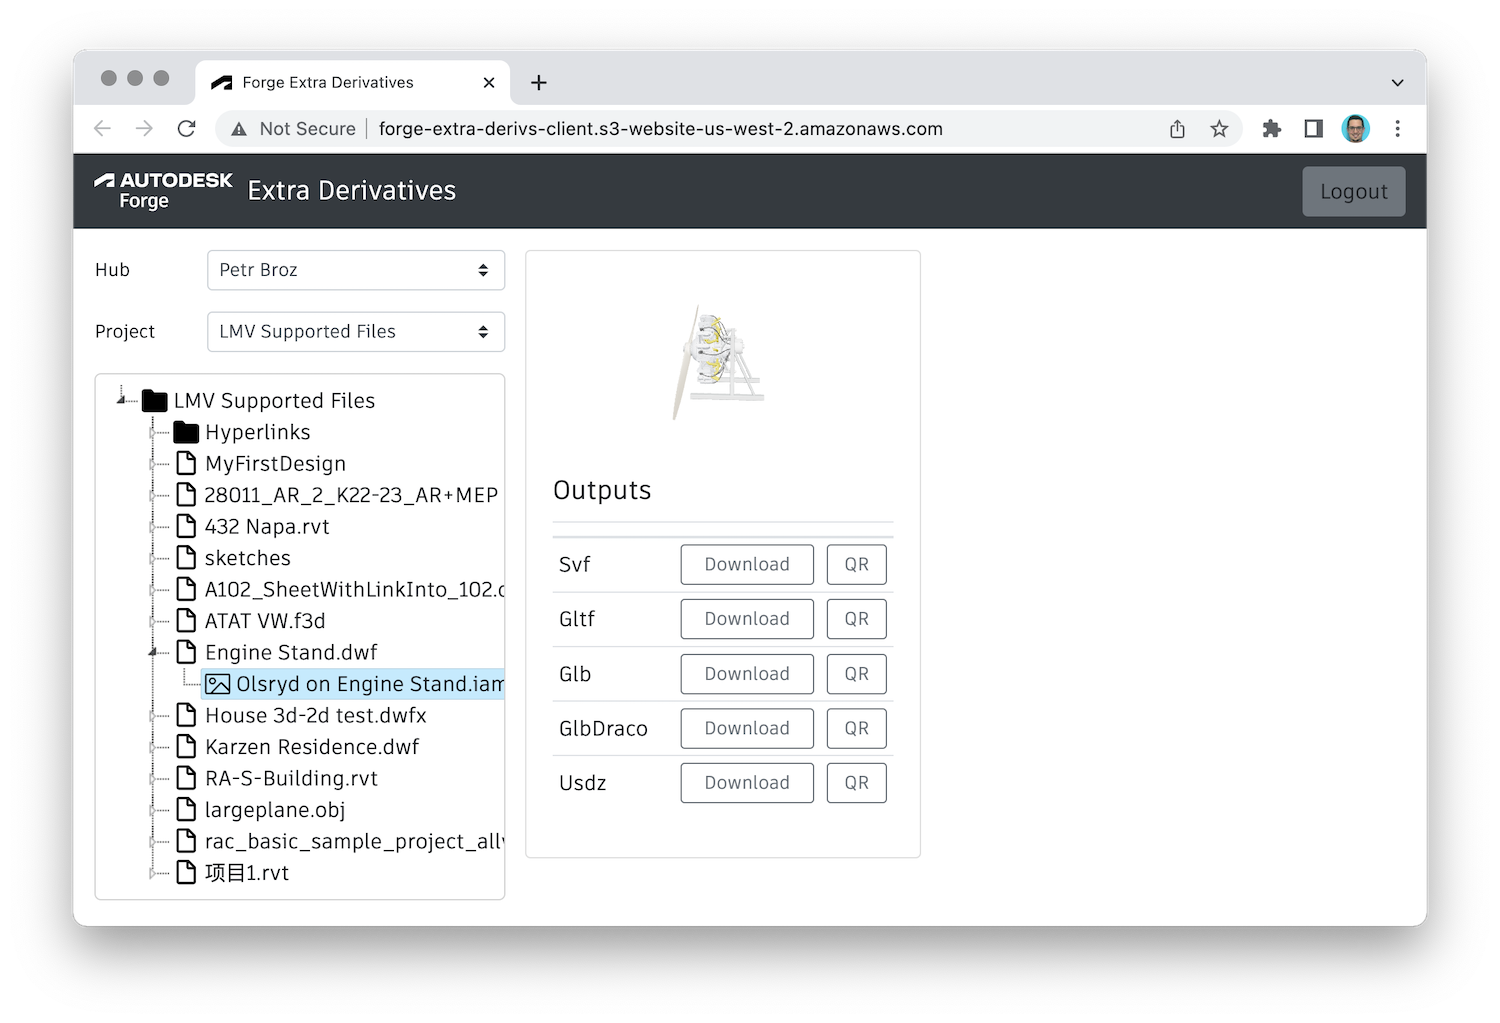 Forge Extra Derivatives
Not Secure
forge-extra-derivs-client.s3-website-us-west-2.amazonaws.com
AUTODESK
Forge
Extra Derivatives
Logout
Hub
Petr Broz
Project
LMV Supported Files
LMV Supported Files
Hyperlinks
MyFirstDesign
28011_AR_2_K22-23_AR+MEP
432 Napa.rvt
sketches
A102_SheetWithLinkInto_102.
ATAT VW.f3d
Engine Stand.dwf
Olsryd on Engine Stand.iam
House 3d-2d test.dwfx
Karzen Residence.dwf
RA-S-Building.rvt
largeplane.obj
rac_basic_sample_project_all
项目1.rvt
Outputs
Svf Download QR
Gltf Download QR
Glb Download QR
GlbDraco Download QR
Usdz Download QR